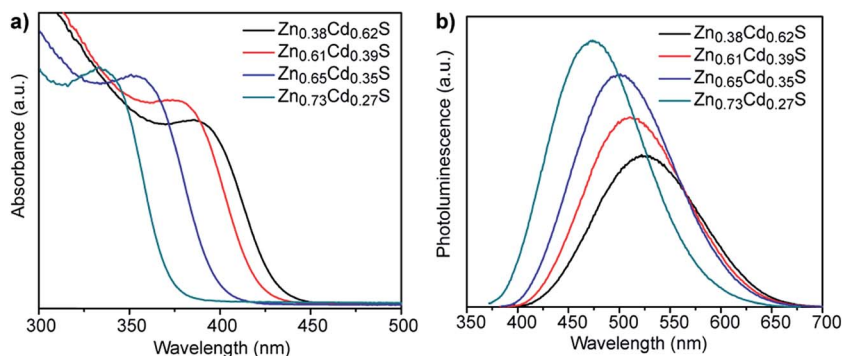 a)
Zn0.38Cd0.62S
Zn0.61Cd0.39S
Zn0.65Cd0.35S
Zn0.73Cd0.27S
Absorbance (a.u.)
300 350 400 450 500
Wavelength (nm)
b)
Zn0.38Cd0.62S
Zn0.61Cd0.39S
Zn0.65Cd0.35S
Zn0.73Cd0.27S
Photoluminescence (a.u.)
350 400 450 500 550 600 650 700
Wavelength (nm)